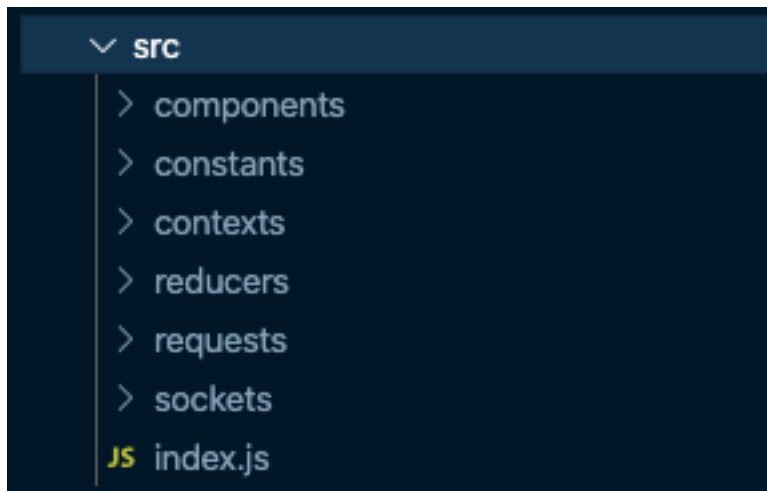 src
components
constants
contexts
reducers
requests
sockets
JS index.js